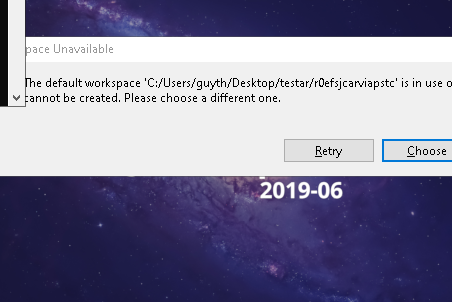 pace Unavailable
The default workspace 'C:/Users/guyth/Desktop/testar/r0efsjcarviapstc' is in use o
cannot be created. Please choose a different one.
Retry
Choose
2019-06